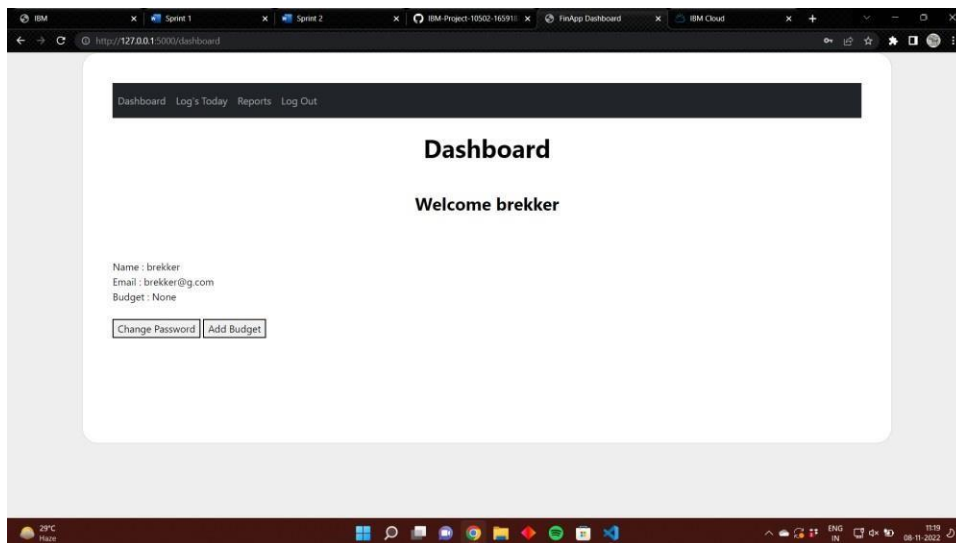 IBM
Sprint 1
Sprint 2
IBM-Project-10502-16591
FinApp Dashboard
IBM Cloud
http://127.0.0.1:5000/dashboard
Dashboard Log's Today Reports Log Out
Dashboard
Welcome brekker
Name : brekker
Email : brekker@g.com
Budget : None
Change Password Add Budget
29°C
Haze
ENG
IN
11:19
08-11-2022